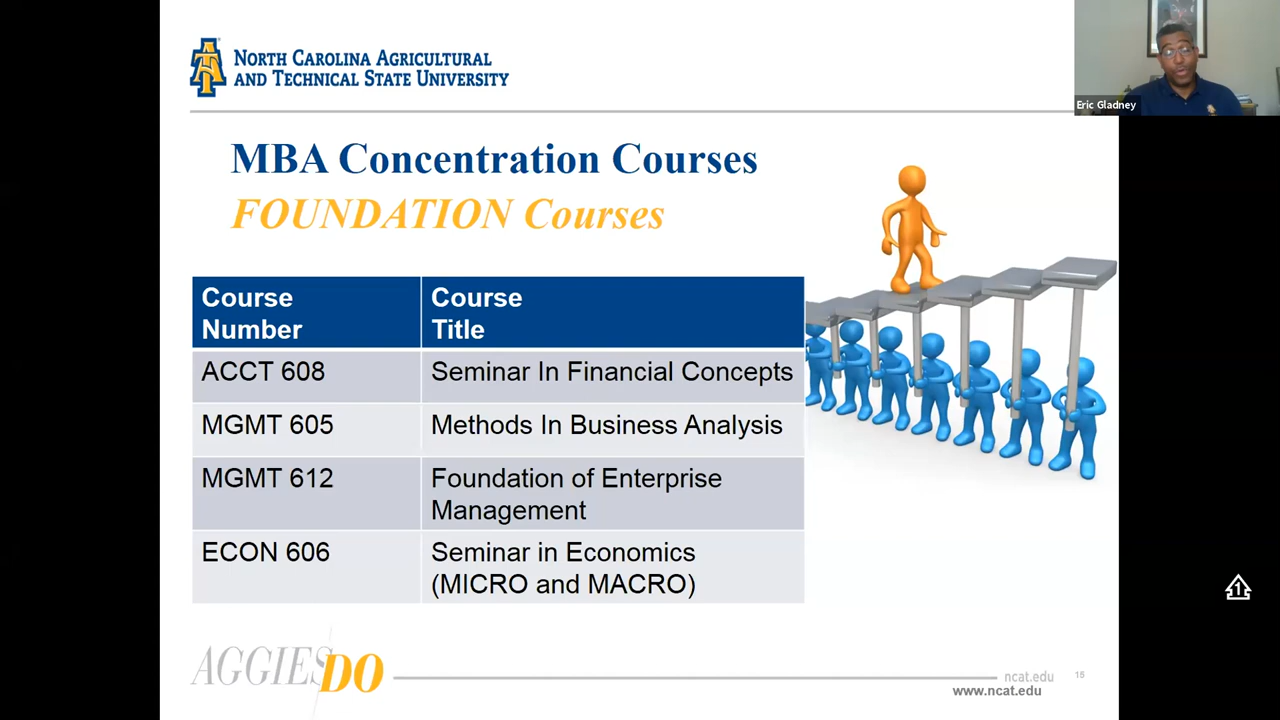 NORTH CAROLINA AGRICULTURAL
AND TECHNICAL STATE UNIVERSITY
Eric Gladney
MBA Concentration Courses
FOUNDATION Courses
Course Number
Course Title
ACCT 608
Seminar In Financial Concepts
MGMT 605
Methods In Business Analysis
MGMT 612
Foundation of Enterprise
Management
ECON 606
Seminar in Economics
(MICRO and MACRO)
AGGIES DO
ncat.edu
15
www.ncat.edu
1